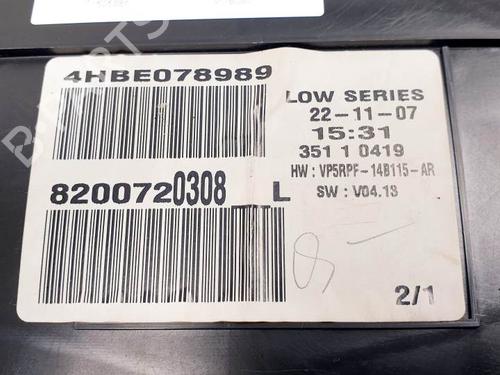 4HBE078989
LOW SERIES
22-11-07
15:31
351 1 0419
HW : VP5RPF-14B115-AR
SW : V04.13
8200720308__L
2/1